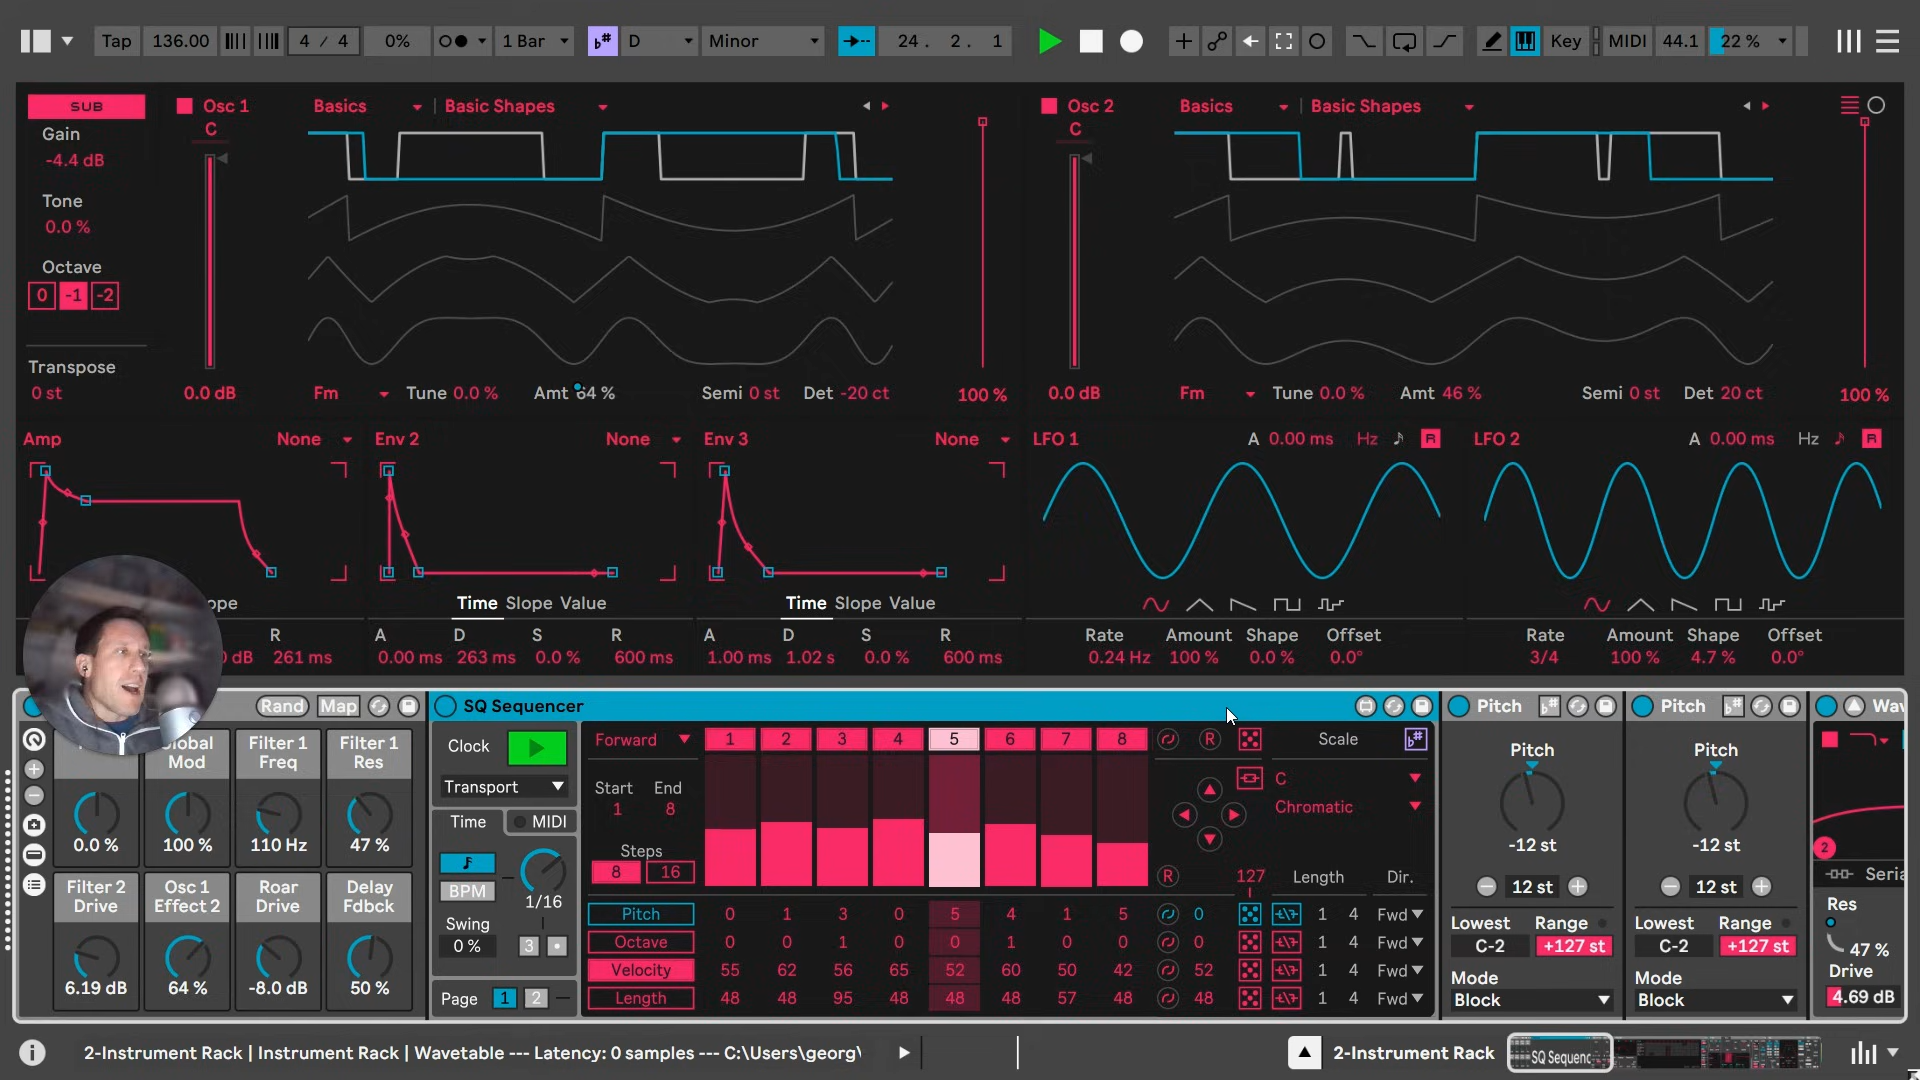 Tap 136.00 4 / 4 0% 1 Bar D Minor 24 . 2 . 1 Key MIDI 44.1 22 %
SUB Osc 1 Basics Basic Shapes Osc 2 Basics Basic Shapes
C C
Gain
-4.4 dB
Tone
0.0 %
Octave
0 -1 -2
Transpose
0 st 0.0 dB Fm Tune 0.0 % Amt 64 % Semi 0 st Det -20 ct 100 % 0.0 dB Fm Tune 0.0 % Amt 46 % Semi 0 st Det 20 ct 100 %
Amp None Env 2 None Env 3 None LFO 1 A 0.00 ms Hz R LFO 2 A 0.00 ms Hz R
ope Time Slope Value Time Slope Value
R A D S R A D S R Rate Amount Shape Offset Rate Amount Shape Offset
0 dB 261 ms 0.00 ms 263 ms 0.0 % 600 ms 1.00 ms 1.02 s 0.0 % 600 ms 0.24 Hz 100 % 0.0 % 0.0° 3/4 100 % 4.7 % 0.0°
Rand Map SQ Sequencer Pitch Pitch Wav
lobal Mod Filter 1 Freq Filter 1 Res
0.0 % 100 % 110 Hz 47 %
Filter 2 Drive Osc 1 Effect 2 Roar Drive Delay Fdbck
6.19 dB 64 % -8.0 dB 50 %
Clock
Transport
Time MIDI
BPM
1/16
Swing
0 % 3
Page 1 2
Forward 1 2 3 4 5 6 7 8 R Scale
Start End
1 8
Steps
8 16
C
Chromatic
R 127 Length Dir.
Pitch 0 1 3 0 5 4 1 5 0 1 4 Fwd
Octave 0 0 1 0 0 1 0 0 0 1 4 Fwd
Velocity 55 62 56 65 52 60 50 42 52 1 4 Fwd
Length 48 48 95 48 48 48 57 48 48 1 4 Fwd
Pitch
-12 st
12 st
Lowest Range
C-2 +127 st
Mode
Block
Pitch
-12 st
12 st
Lowest Range
C-2 +127 st
Mode
Block
2
Seria
Res
47 %
Drive
4.69 dB
2-Instrument Rack | Instrument Rack | Wavetable --- Latency: 0 samples --- C:\Users\georg\ 2-Instrument Rack SQ Sequenc